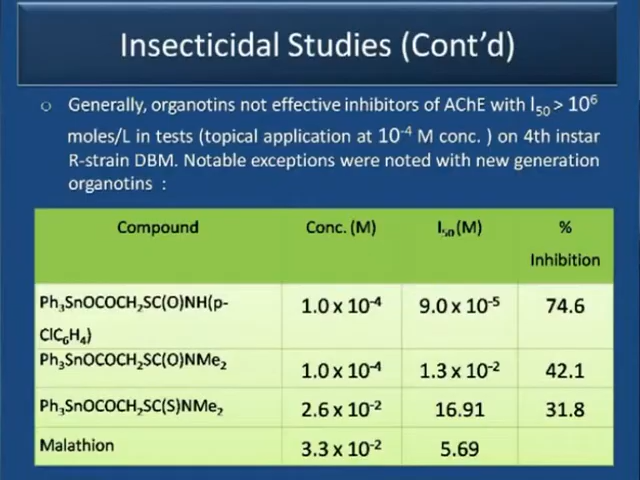 Insecticidal Studies (Cont'd)
Generally, organotins not effective inhibitors of AChE with I₅₀ > 10⁶
moles/L in tests (topical application at 10⁻⁴ M conc. ) on 4th instar
R-strain DBM. Notable exceptions were noted with new generation
organotins :
Compound Conc. (M) I₅₀ (M) %
Inhibition
Ph₃SnOCOCH₂SC(O)NH(p- 1.0 x 10⁻⁴ 9.0 x 10⁻⁵ 74.6
ClC₆H₄)
Ph₃SnOCOCH₂SC(O)NMe₂ 1.0 x 10⁻⁴ 1.3 x 10⁻² 42.1
Ph₃SnOCOCH₂SC(S)NMe₂ 2.6 x 10⁻² 16.91 31.8
Malathion 3.3 x 10⁻² 5.69